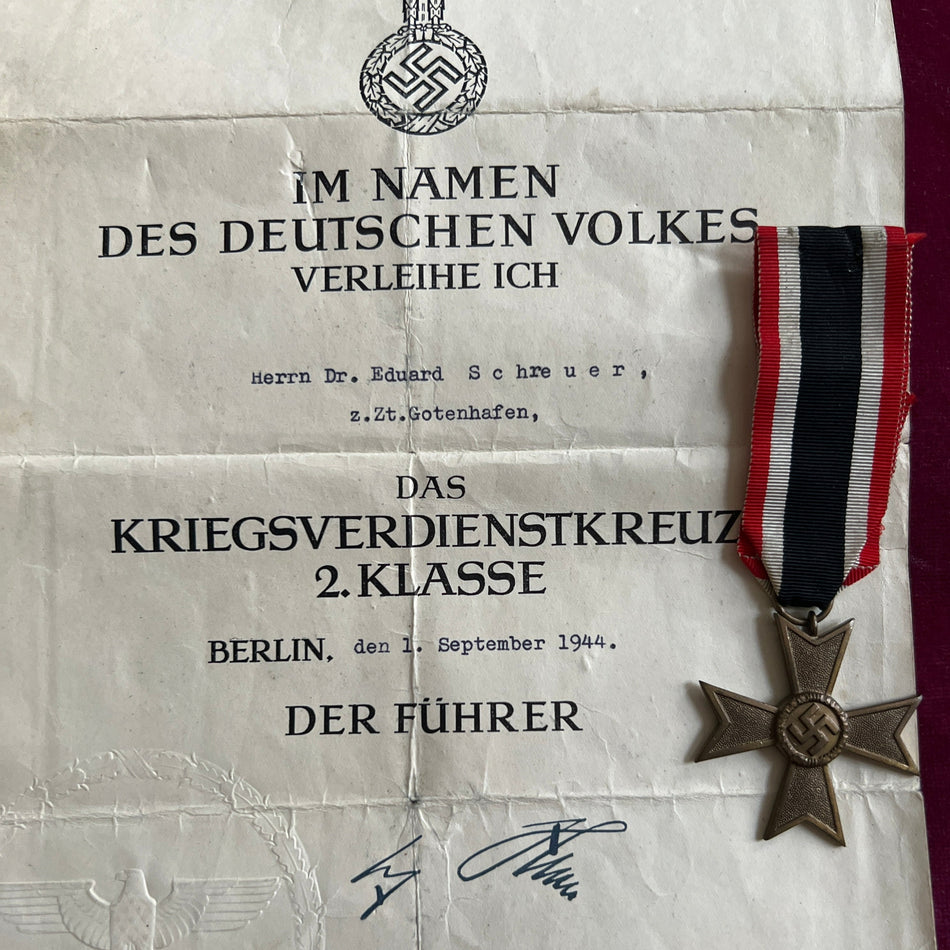 IM NAMEN
DES DEUTSCHEN VOLKES
VERLEIHE ICH
Herrn Dr. Eduard S c h r e u e r ,
z.Zt.Gotenhafen,
DAS
KRIEGSVERDIENSTKREUZ
2. KLASSE
BERLIN, den 1. September 1944.
DER FÜHRER